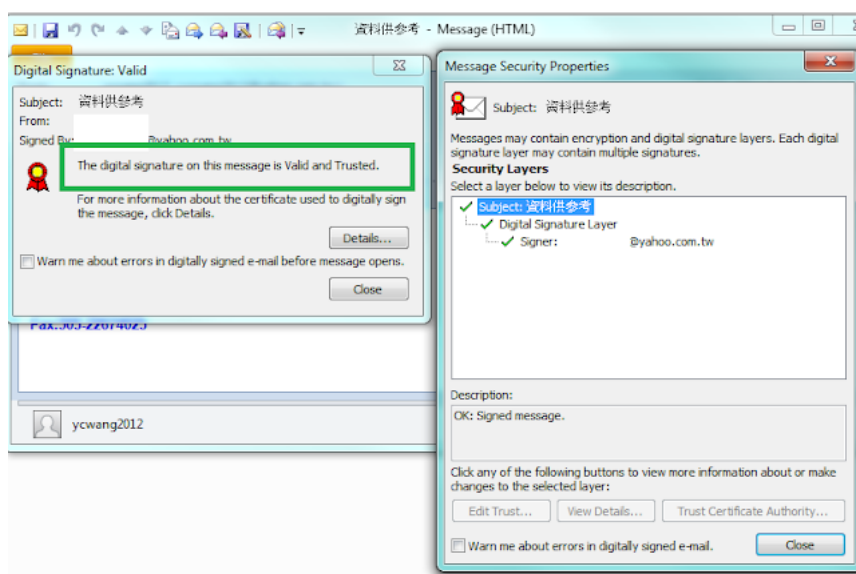 資料供參考 - Message (HTML)
Digital Signature: Valid
Subject: 資料供參考
From:
Signed By: @yahoo.com.tw
The digital signature on this message is Valid and Trusted.
For more information about the certificate used to digitally sign
the message, click Details.
Details...
Warn me about errors in digitally signed e-mail before message opens.
Close
Fax:505-22674025
ycwang2012
Message Security Properties
Subject: 資料供參考
Messages may contain encryption and digital signature layers. Each digital
signature layer may contain multiple signatures.
Security Layers
Select a layer below to view its description.
Subject: 資料供參考
Digital Signature Layer
Signer: @yahoo.com.tw
Description:
OK: Signed message.
Click any of the following buttons to view more information about or make
changes to the selected layer:
Edit Trust...
View Details...
Trust Certificate Authority...
Warn me about errors in digitally signed e-mail.
Close